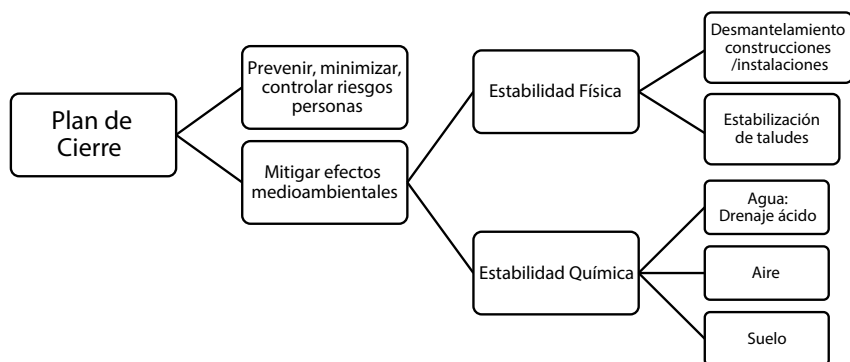 Plan de
Cierre
Prevenir, minimizar,
controlar riesgos
personas
Mitigar efectos
medioambientales
Estabilidad Física
Desmantelamiento
construcciones
/instalaciones
Estabilización
de taludes
Estabilidad Química
Agua:
Drenaje ácido
Aire
Suelo